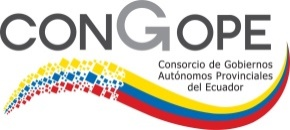 CONGOPE
Consorcio de Gobiernos
Autónomos Provinciales
del Ecuador